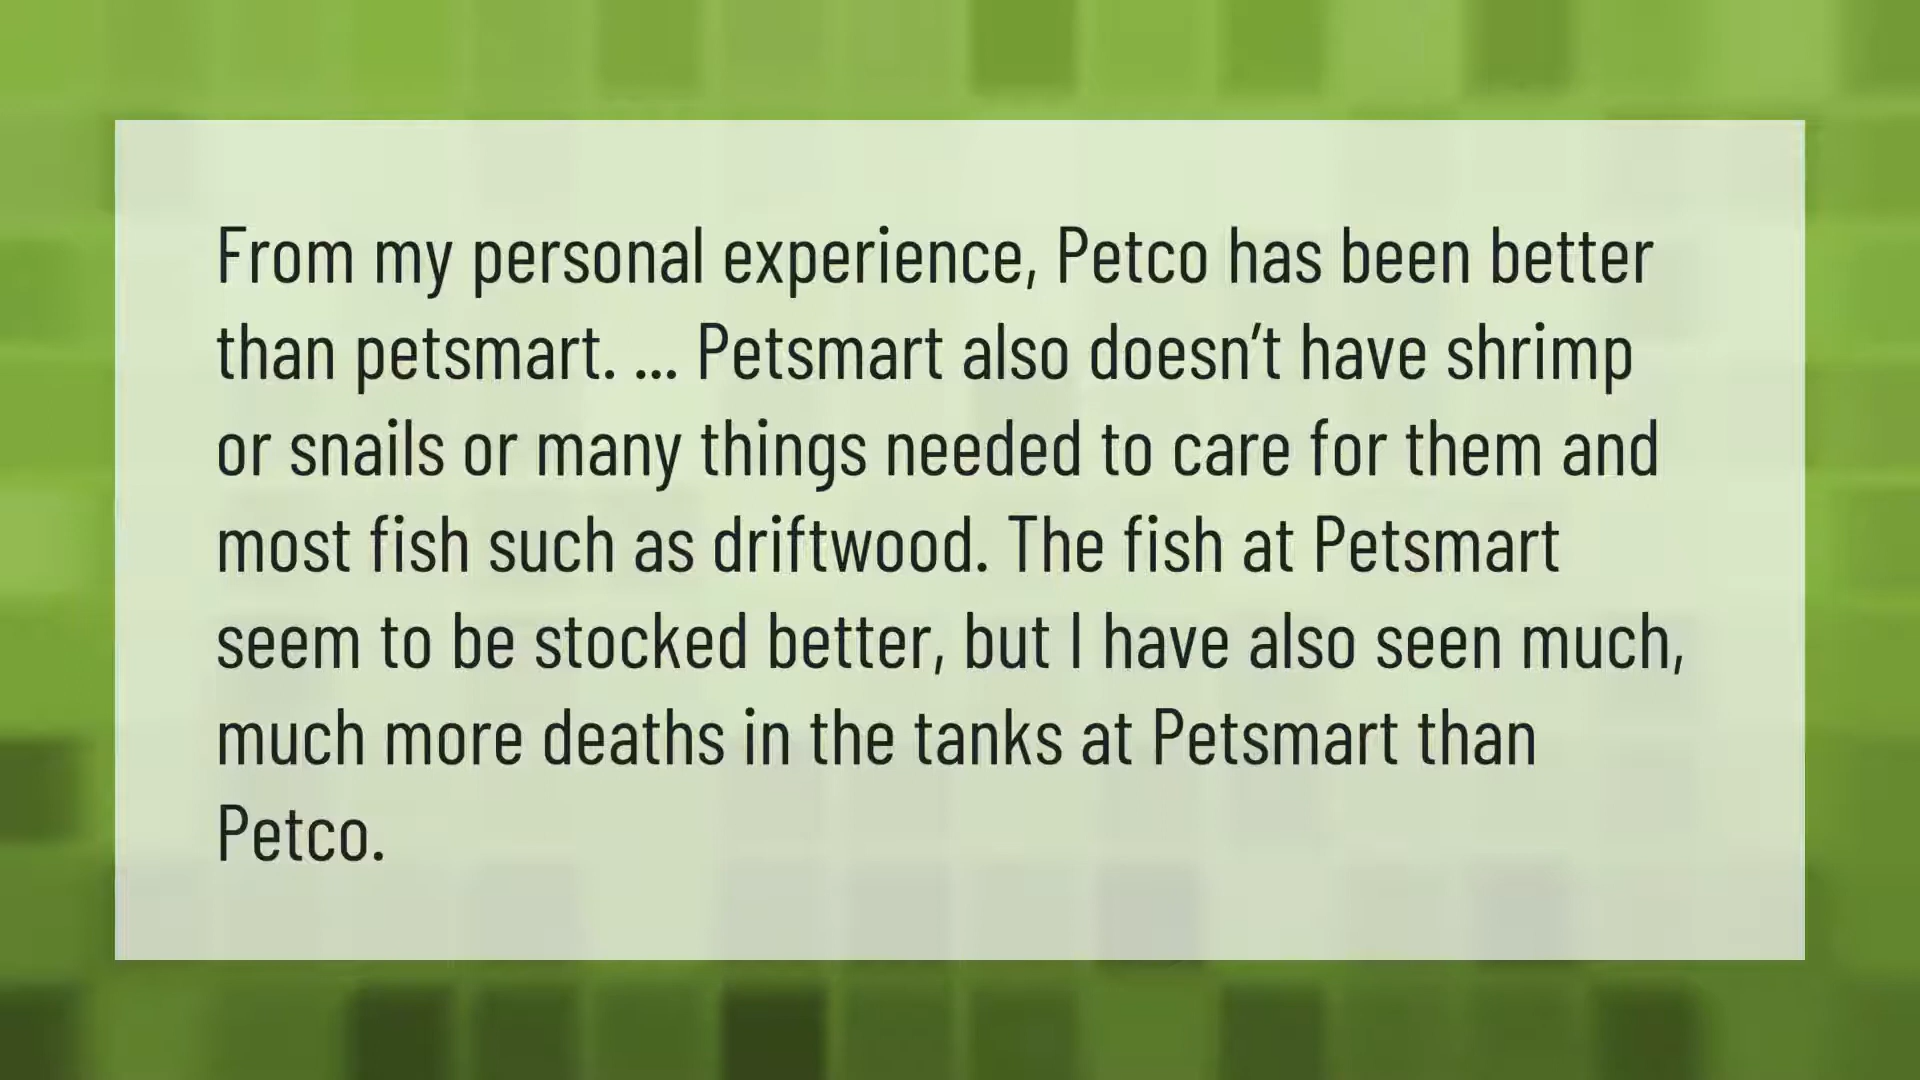 From my personal experience, Petco has been better
than petsmart. ... Petsmart also doesn’t have shrimp
or snails or many things needed to care for them and
most fish such as driftwood. The fish at Petsmart
seem to be stocked better, but I have also seen much,
much more deaths in the tanks at Petsmart than
Petco.